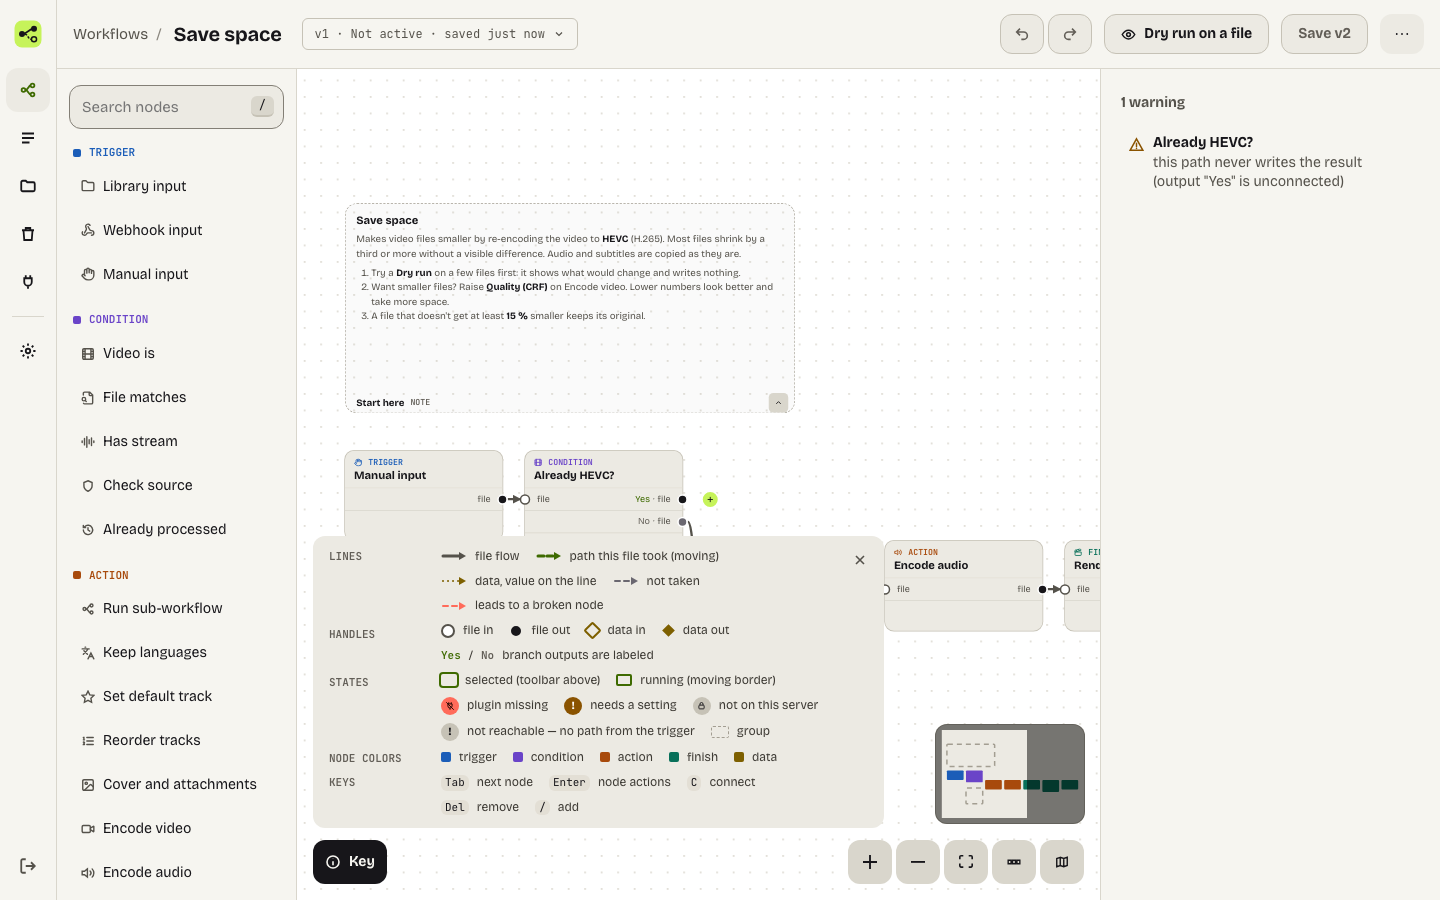 Workflows / Save space
v1 · Not active · saved just now
Dry run on a file
Save v2
Search nodes /
TRIGGER
Library input
Webhook input
Manual input
CONDITION
Video is
File matches
Has stream
Check source
Already processed
ACTION
Run sub-workflow
Keep languages
Set default track
Reorder tracks
Cover and attachments
Encode video
Encode audio
Save space
Makes video files smaller by re-encoding the video to HEVC (H.265). Most files shrink by a
third or more without a visible difference. Audio and subtitles are copied as they are.
1. Try a Dry run on a few files first: it shows what would change and writes nothing.
2. Want smaller files? Raise Quality (CRF) on Encode video. Lower numbers look better and
take more space.
3. A file that doesn't get at least 15 % smaller keeps its original.
Start here NOTE
TRIGGER
Manual input
file
CONDITION
Already HEVC?
file Yes · file
No · file
ACTION
Encode audio
file file
FI
Rend
file
LINES
file flow path this file took (moving)
data, value on the line not taken
leads to a broken node
HANDLES
file in file out data in data out
Yes / No branch outputs are labeled
STATES
selected (toolbar above) running (moving border)
plugin missing needs a setting not on this server
not reachable — no path from the trigger group
NODE COLORS
trigger condition action finish data
KEYS
Tab next node Enter node actions C connect
Del remove / add
Key
1 warning
Already HEVC?
this path never writes the result
(output "Yes" is unconnected)